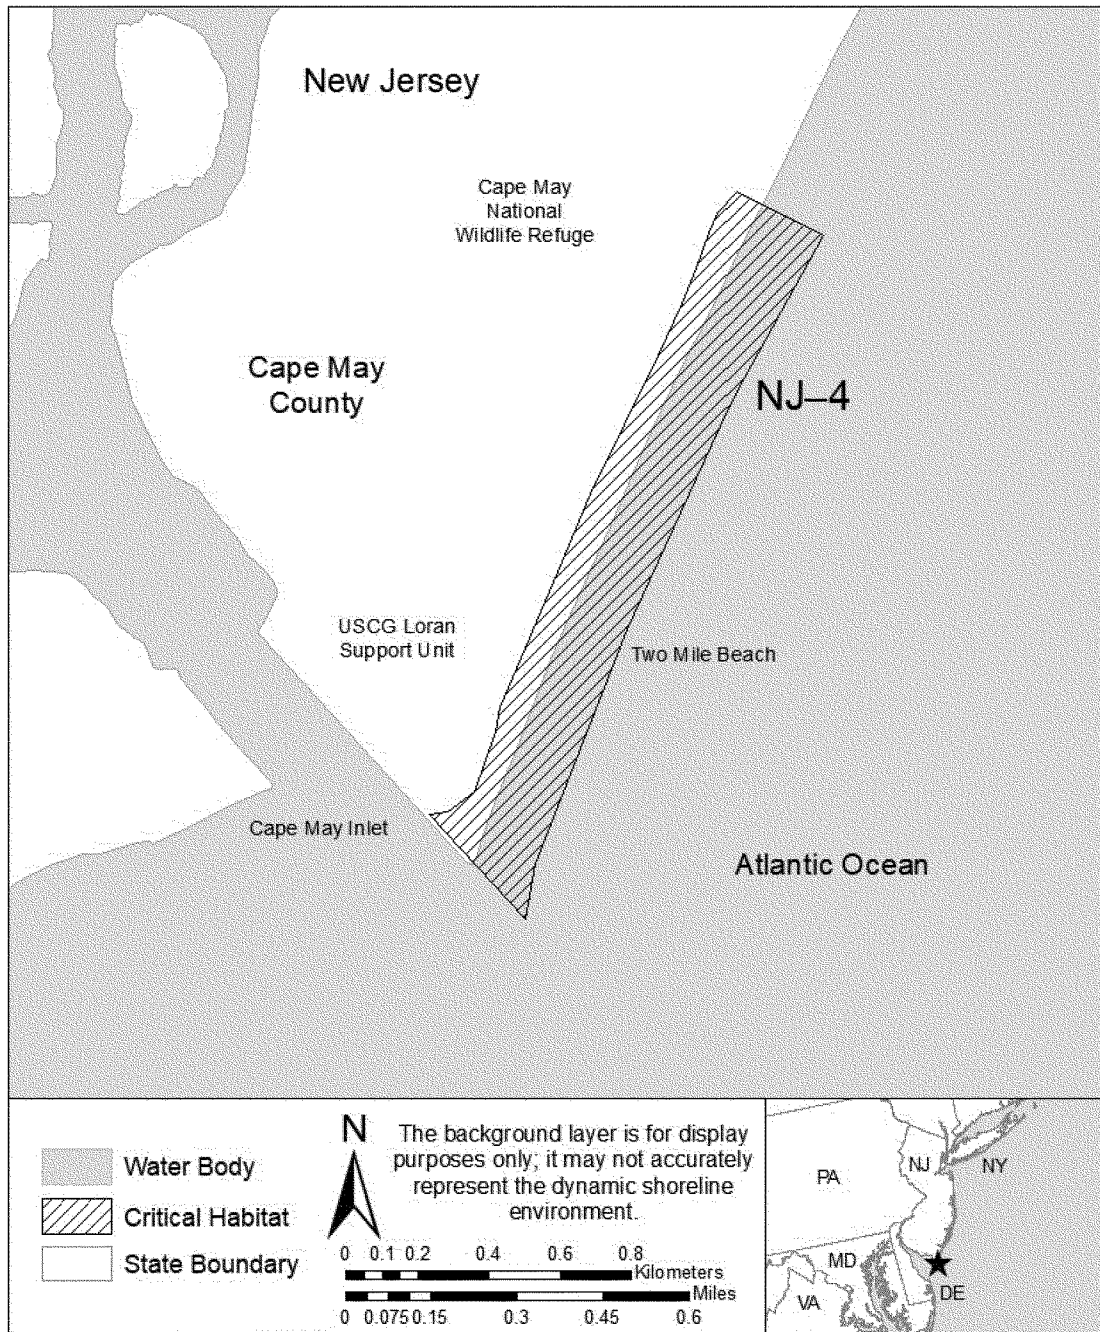 New Jersey
Cape May
National
Wildlife Refuge
Cape May
County
NJ–4
USCG Loran
Support Unit
Two Mile Beach
Cape May Inlet
Atlantic Ocean
Water Body
Critical Habitat
State Boundary
N
The background layer is for display
purposes only; it may not accurately
represent the dynamic shoreline
environment.
0 0.1 0.2 0.4 0.6 0.8
Kilometers
Miles
0 0.075 0.15 0.3 0.45 0.6
PA
NJ
NY
MD
DE
VA